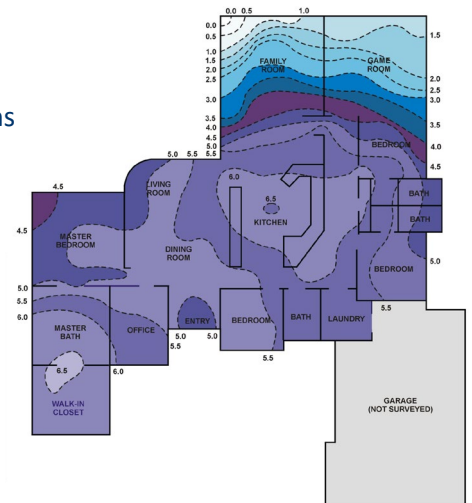 0.0 0.5 1.0
0.0
0.5
1.0
1.5
2.0
2.5
3.0
3.5
4.0
4.5
5.0
5.5
1.5
2.0
2.5
3.0
3.5
4.0
4.5
FAMILY
ROOM
GAME
ROOM
BEDROOM
5.0 5.5
4.5
4.5
LIVING
ROOM
6.0
6.5
KITCHEN
BATH
BATH
MASTER
BEDROOM
DINING
ROOM
BEDROOM
5.0
5.0
5.5
6.0
MASTER
BATH
OFFICE
ENTRY
BEDROOM
BATH
LAUNDRY
5.5
5.0 5.0
5.5
5.5
6.5
6.0
WALK-IN
CLOSET
GARAGE
(NOT SURVEYED)